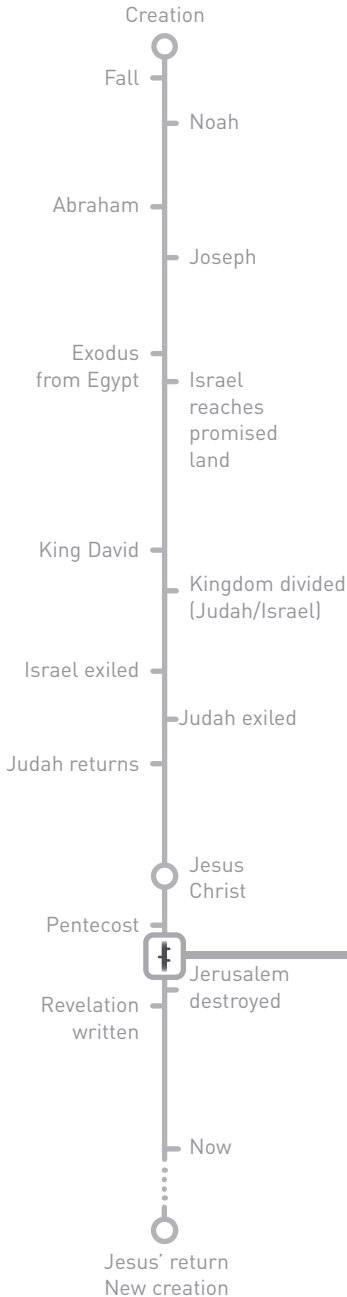 Creation
Fall
Noah
Abraham
Joseph
Exodus
from Egypt
Israel
reaches
promised
land
King David
Kingdom divided
(Judah/Israel)
Israel exiled
Judah exiled
Judah returns
Jesus
Christ
Pentecost
Jerusalem
destroyed
Revelation
written
Now
Jesus’ return
New creation